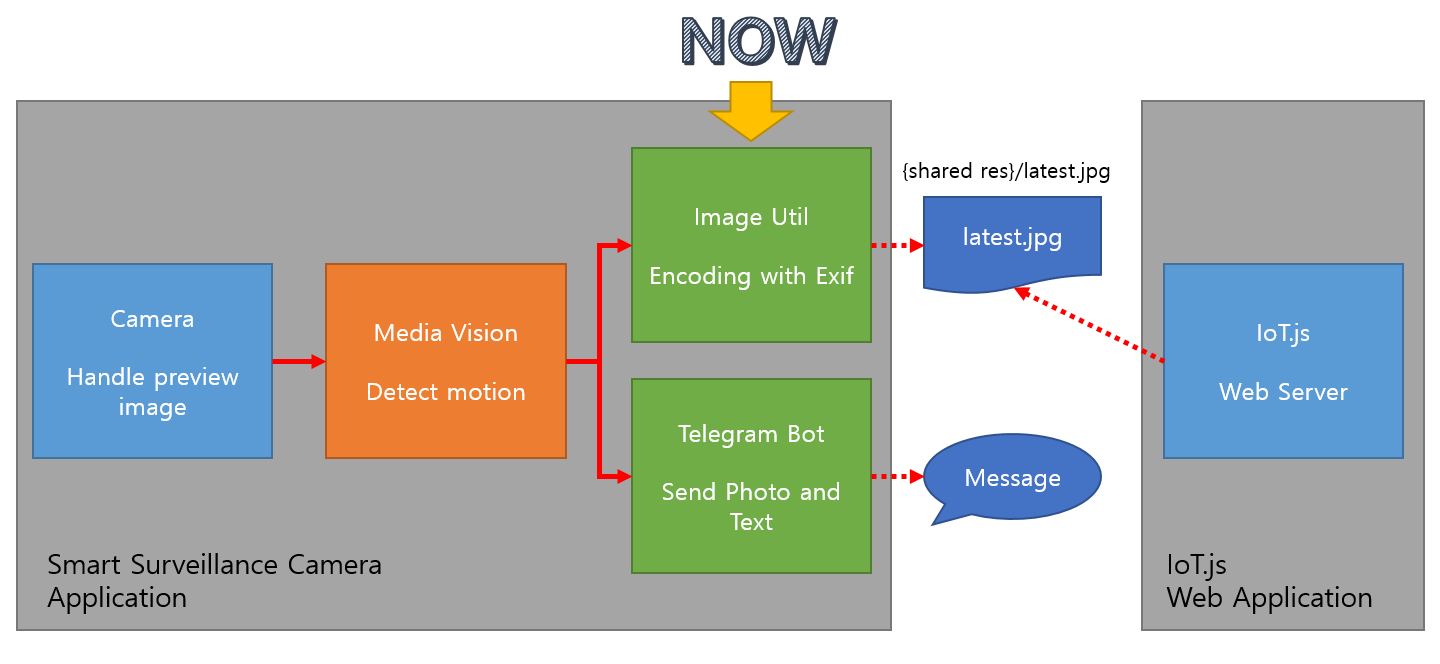 NOW
{shared res}/latest.jpg
Image Util
Encoding with Exif
latest.jpg
Camera
Handle preview
image
Media Vision
Detect motion
IoT.js
Web Server
Telegram Bot
Send Photo and
Text
Message
Smart Surveillance Camera
Application
IoT.js
Web Application